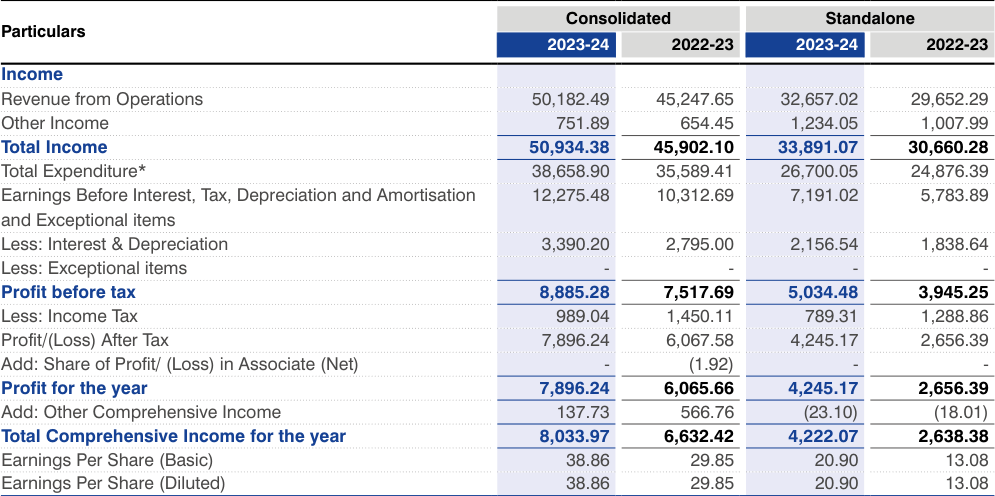 Particulars Consolidated Standalone
2023-24 2022-23 2023-24 2022-23
Income
Revenue from Operations 50,182.49 45,247.65 32,657.02 29,652.29
Other Income 751.89 654.45 1,234.05 1,007.99
Total Income 50,934.38 45,902.10 33,891.07 30,660.28
Total Expenditure* 38,658.90 35,589.41 26,700.05 24,876.39
Earnings Before Interest, Tax, Depreciation and Amortisation 12,275.48 10,312.69 7,191.02 5,783.89
and Exceptional items
Less: Interest & Depreciation 3,390.20 2,795.00 2,156.54 1,838.64
Less: Exceptional items - - - -
Profit before tax 8,885.28 7,517.69 5,034.48 3,945.25
Less: Income Tax 989.04 1,450.11 789.31 1,288.86
Profit/(Loss) After Tax 7,896.24 6,067.58 4,245.17 2,656.39
Add: Share of Profit/ (Loss) in Associate (Net) - (1.92) - -
Profit for the year 7,896.24 6,065.66 4,245.17 2,656.39
Add: Other Comprehensive Income 137.73 566.76 (23.10) (18.01)
Total Comprehensive Income for the year 8,033.97 6,632.42 4,222.07 2,638.38
Earnings Per Share (Basic) 38.86 29.85 20.90 13.08
Earnings Per Share (Diluted) 38.86 29.85 20.90 13.08